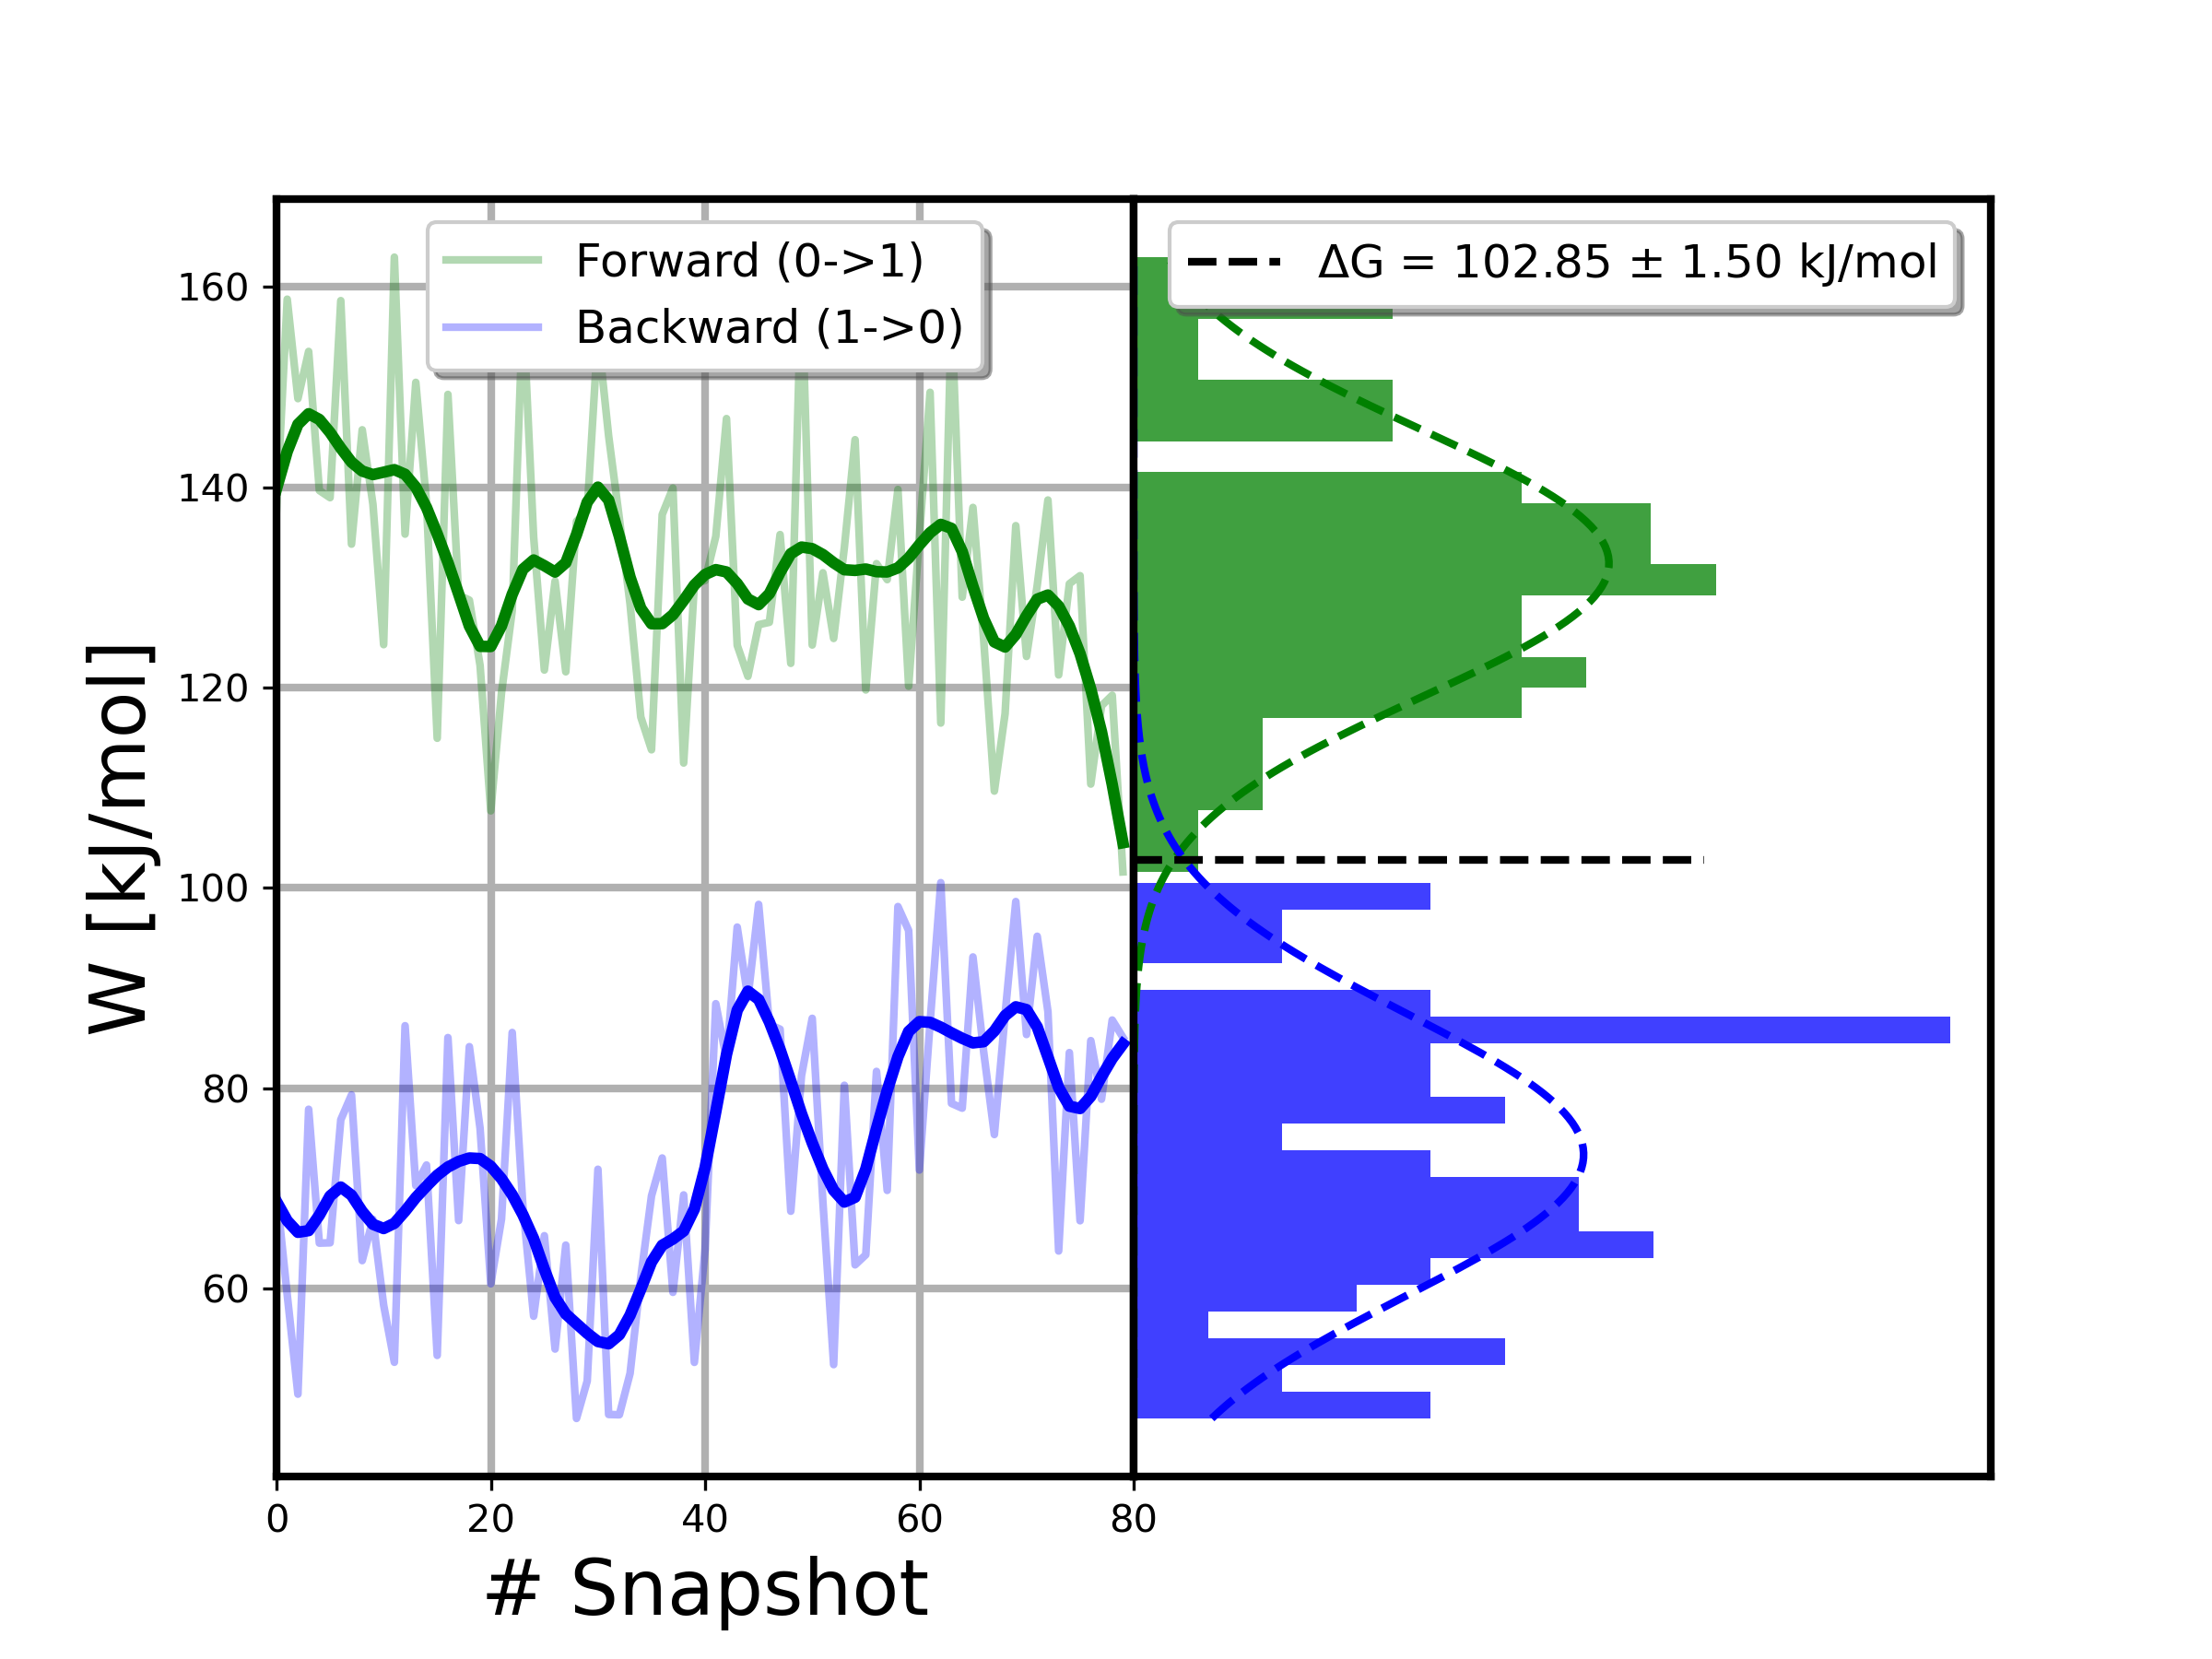 Forward (0->1)
Backward (1->0)
ΔG = 102.85 ± 1.50 kJ/mol
160
140
120
100
80
60
W [kJ/mol]
0 20 40 60 80
# Snapshot